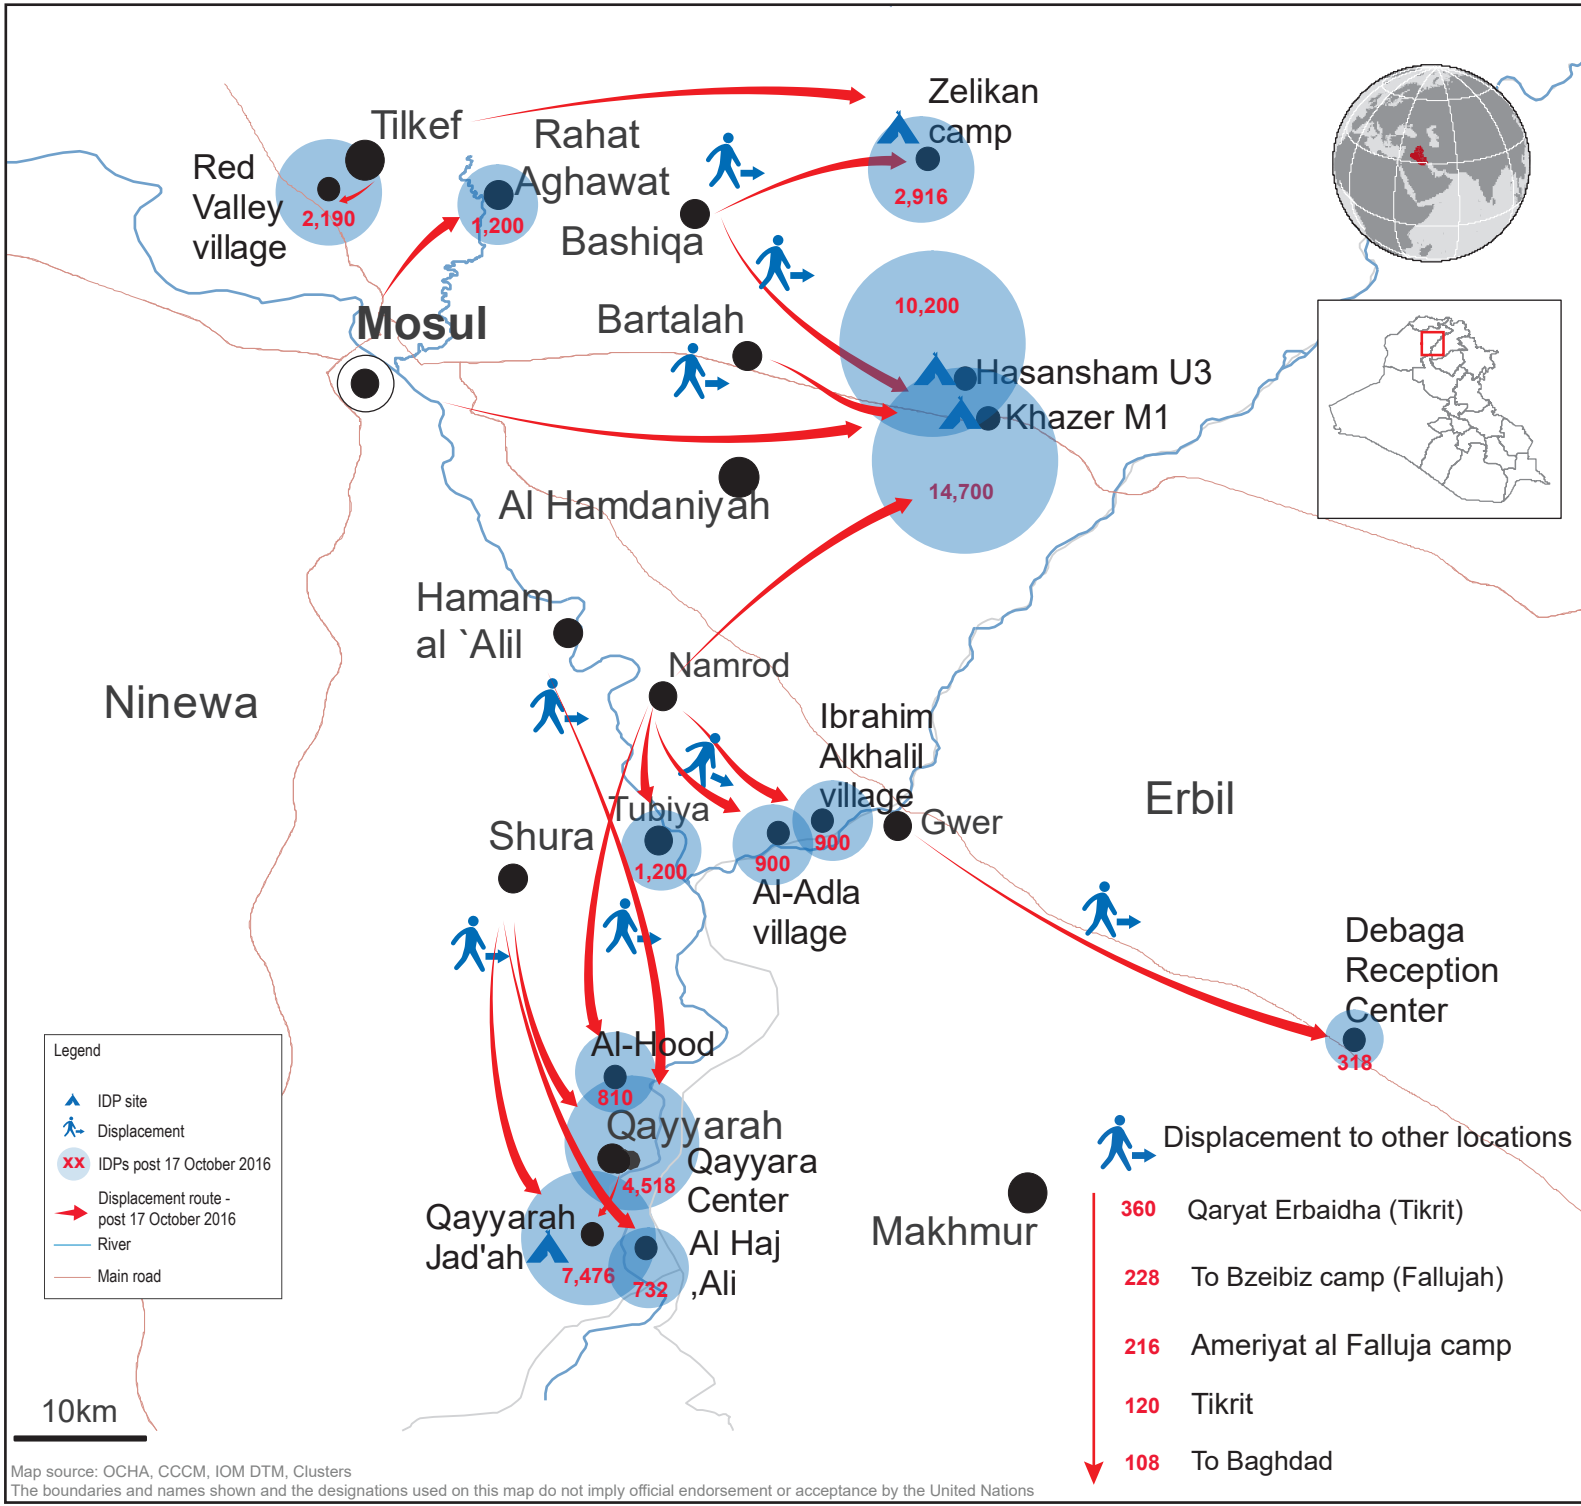 Zelikan
camp
Tilkef
Rahat
Aghawat
Red
Valley
village
2,190
1,200
2,916
Bashiqa
10,200
Mosul
Bartalah
Hasansham U3
Khazer M1
Al Hamdaniyah
14,700
Hamam
al `Alil
Namrod
Ninewa
Ibrahim
Alkhalil
village
Erbil
Tubiya
Gwer
Shura
900
900
1,200
Al-Adla
village
Debaga
Reception
Center
318
Al-Hood
810
Qayyarah
Qayyara
Center
4,518
Qayyarah
Jad'ah
7,476
Al Haj
,Ali
732
Makhmur
Legend
IDP site
Displacement
XX IDPs post 17 October 2016
Displacement route -
post 17 October 2016
River
Main road
Displacement to other locations
360 Qaryat Erbaidha (Tikrit)
228 To Bzeibiz camp (Fallujah)
216 Ameriyat al Falluja camp
120 Tikrit
108 To Baghdad
10km
Map source: OCHA, CCCM, IOM DTM, Clusters
The boundaries and names shown and the designations used on this map do not imply official endorsement or acceptance by the United Nations